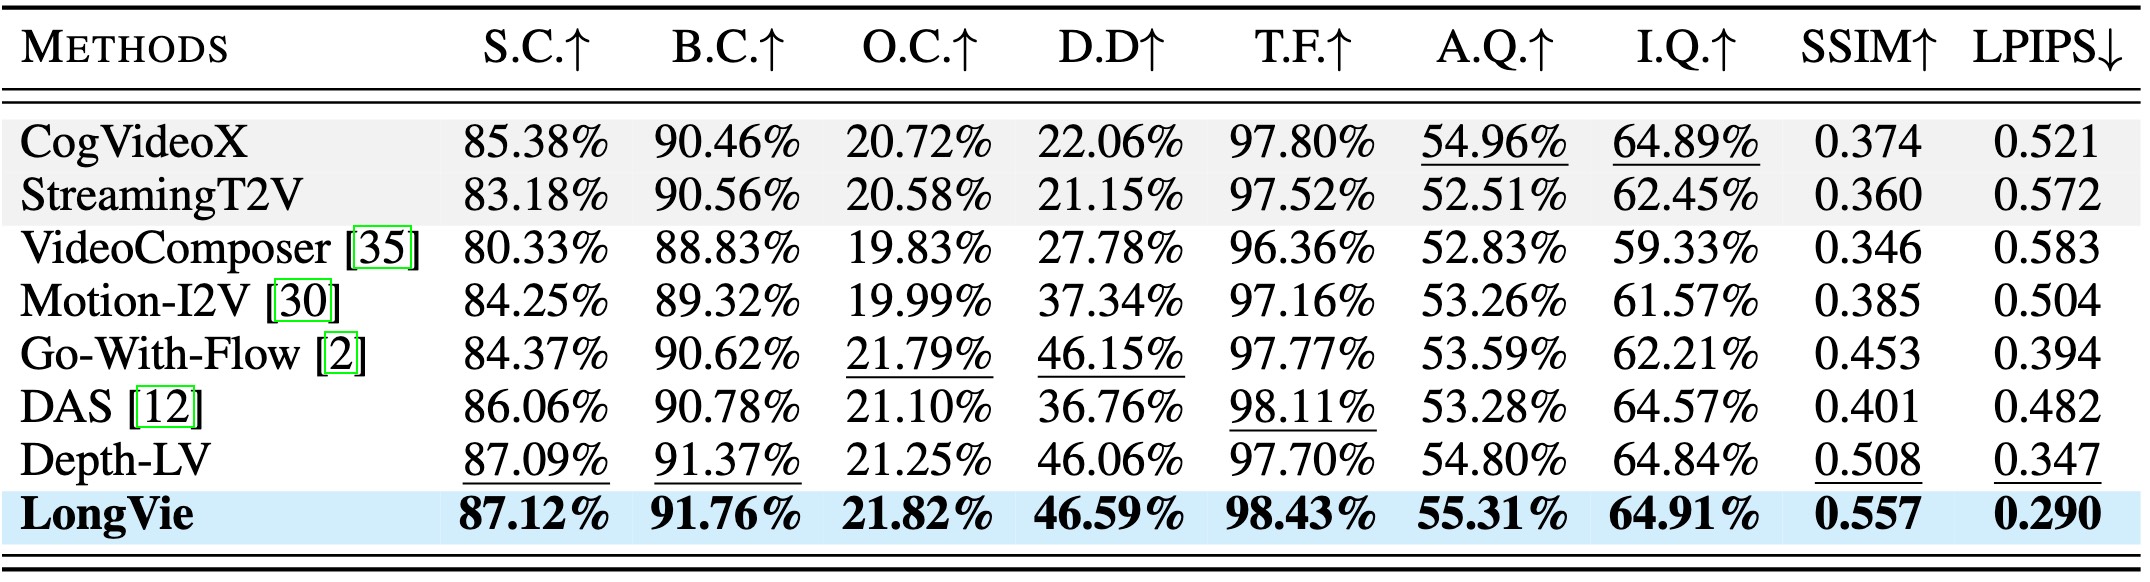 METHODS S.C.↑ B.C.↑ O.C.↑ D.D↑ T.F.↑ A.Q.↑ I.Q.↑ SSIM↑ LPIPS↓
CogVideoX 85.38% 90.46% 20.72% 22.06% 97.80% 54.96% 64.89% 0.374 0.521
StreamingT2V 83.18% 90.56% 20.58% 21.15% 97.52% 52.51% 62.45% 0.360 0.572
VideoComposer [35] 80.33% 88.83% 19.83% 27.78% 96.36% 52.83% 59.33% 0.346 0.583
Motion-I2V [30] 84.25% 89.32% 19.99% 37.34% 97.16% 53.26% 61.57% 0.385 0.504
Go-With-Flow [2] 84.37% 90.62% 21.79% 46.15% 97.77% 53.59% 62.21% 0.453 0.394
DAS [12] 86.06% 90.78% 21.10% 36.76% 98.11% 53.28% 64.57% 0.401 0.482
Depth-LV 87.09% 91.37% 21.25% 46.06% 97.70% 54.80% 64.84% 0.508 0.347
LongVie 87.12% 91.76% 21.82% 46.59% 98.43% 55.31% 64.91% 0.557 0.290